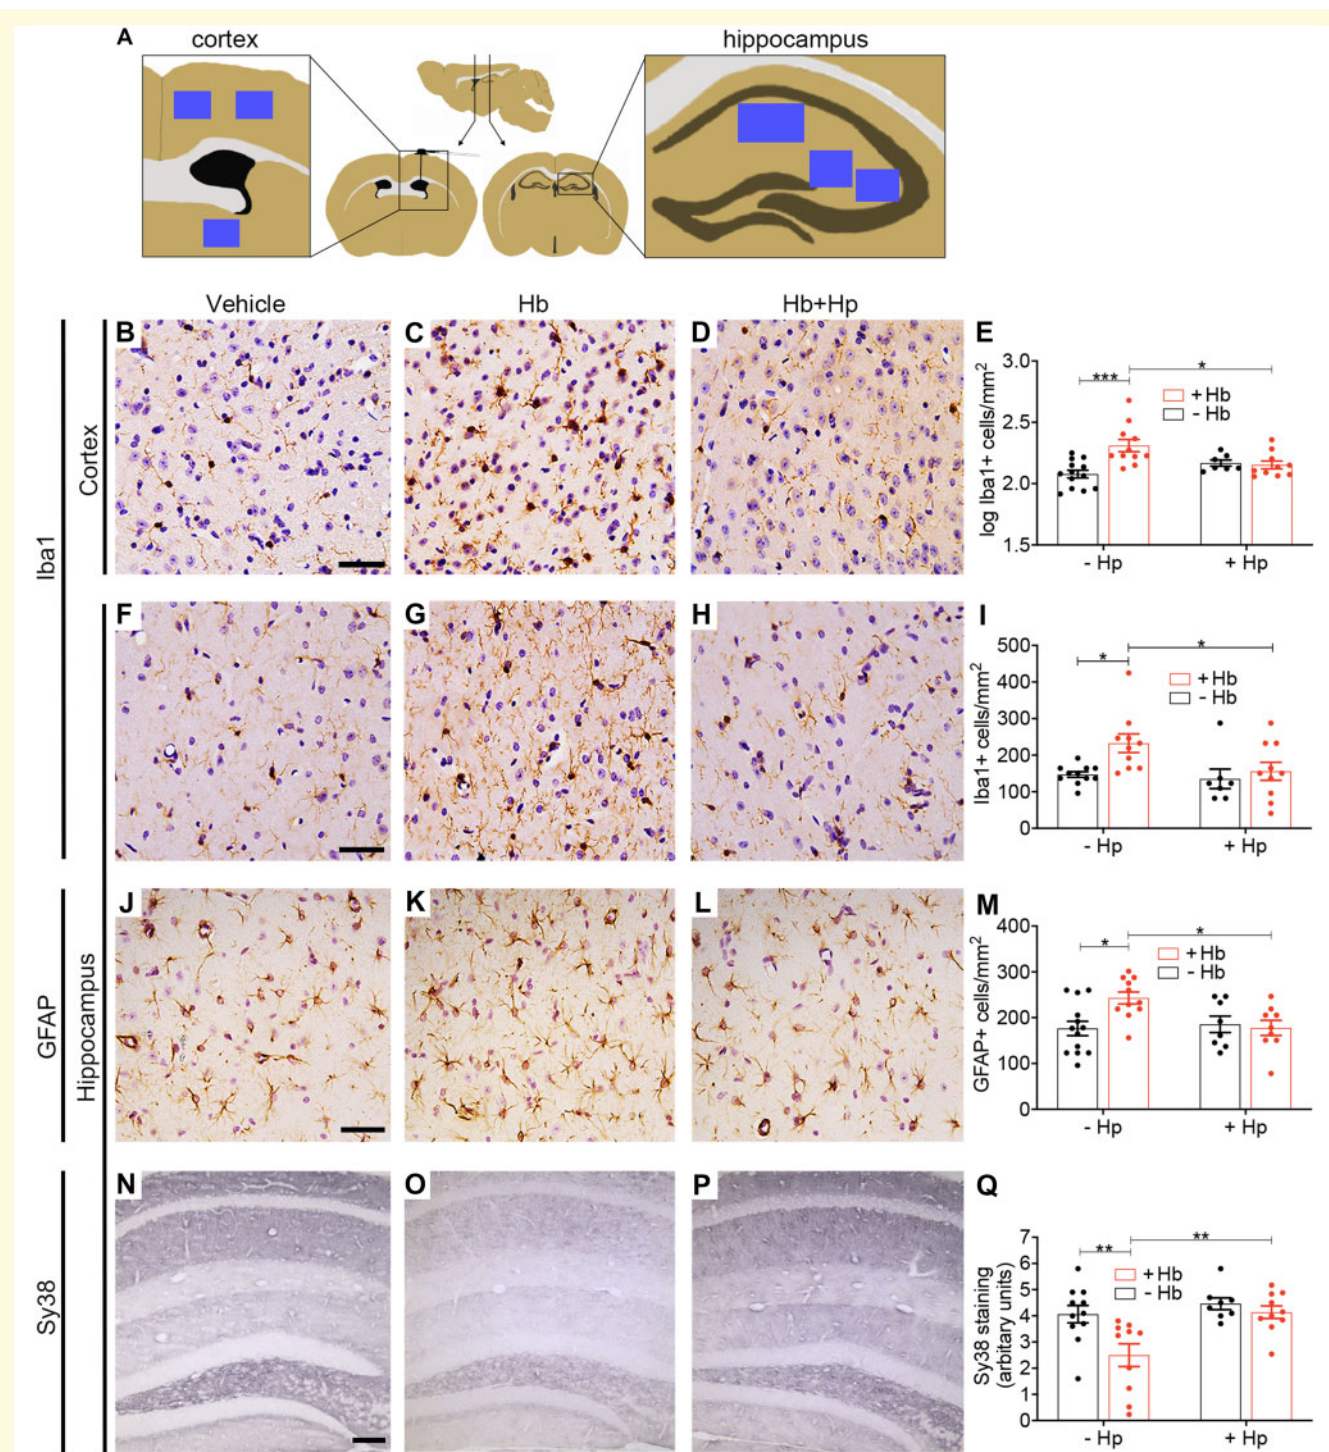 A
cortex
hippocampus
Vehicle
Hb
Hb+Hp
Iba1
Cortex
B
C
D
E
log Iba1+ cells/mm2
3.0
2.5
2.0
1.5
***
*
+ Hb
- Hb
- Hp
+ Hp
Hippocampus
F
G
H
I
Iba1+ cells/mm2
500
400
300
200
100
0
*
*
+ Hb
- Hb
- Hp
+ Hp
GFAP
J
K
L
M
GFAP+ cells/mm2
400
300
200
100
0
*
*
+ Hb
- Hb
- Hp
+ Hp
Sy38
N
O
P
Q
Sy38 staining
(arbitary units)
7
6
5
4
3
2
1
0
**
**
+ Hb
- Hb
- Hp
+ Hp